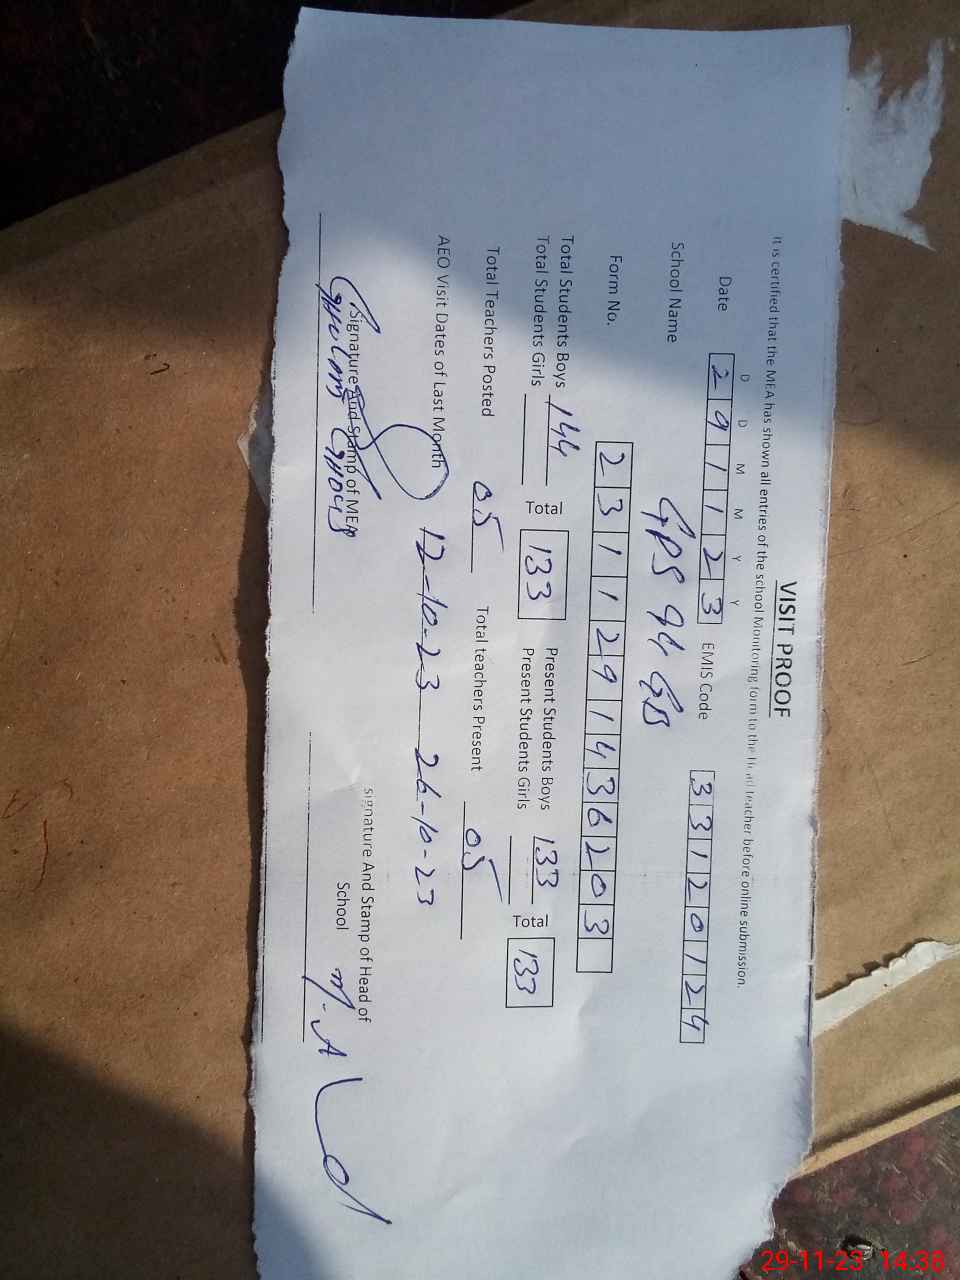 VISIT PROOF
It is certified that the MEA has shown all entries of the school Monitoring form to the Head teacher before online submission.
D D M M Y Y
Date 2 9 1 1 2 3 EMIS Code 3 3 1 2 0 1 2 4
School Name GPS 94 GB
Form No. 2 3 1 1 2 9 1 4 3 6 2 0 3
Total Students Boys 144 Total 133 Present Students Boys 133 Total 133
Total Students Girls Present Students Girls
Total Teachers Posted 05 Total teachers Present 05
AEO Visit Dates of Last Month 12-10-23 26-10-23
Signature And Stamp of MEA signature And Stamp of Head of
Ghulam Ghous School
29-11-23 14:38